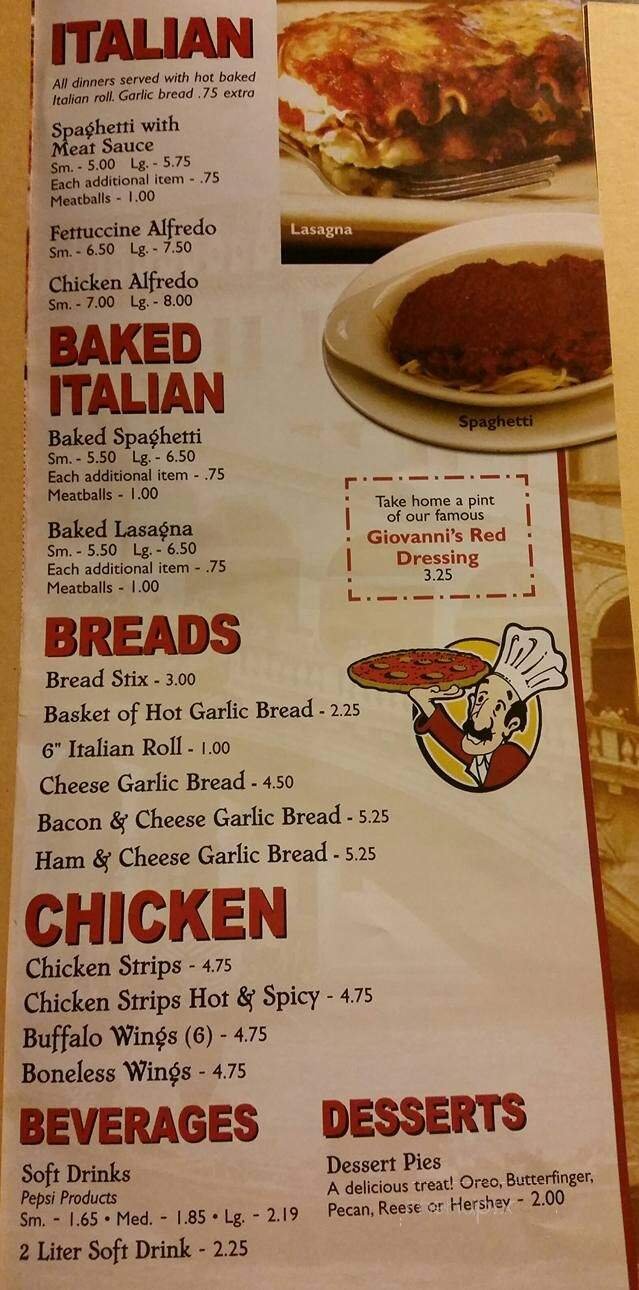 ITALIAN
All dinners served with hot baked
Italian roll. Garlic bread .75 extra
Spaghetti with
Meat Sauce
Sm. - 5.00 Lg. - 5.75
Each additional item - .75
Meatballs - 1.00
Fettuccine Alfredo
Sm. - 6.50 Lg. - 7.50
Chicken Alfredo
Sm. - 7.00 Lg. - 8.00
Lasagna
Spaghetti
BAKED
ITALIAN
Baked Spaghetti
Sm. - 5.50 Lg. - 6.50
Each additional item - .75
Meatballs - 1.00
Baked Lasagna
Sm. - 5.50 Lg. - 6.50
Each additional item - .75
Meatballs - 1.00
Take home a pint
of our famous
Giovanni's Red
Dressing
3.25
BREADS
Bread Stix - 3.00
Basket of Hot Garlic Bread - 2.25
6" Italian Roll - 1.00
Cheese Garlic Bread - 4.50
Bacon & Cheese Garlic Bread - 5.25
Ham & Cheese Garlic Bread - 5.25
CHICKEN
Chicken Strips - 4.75
Chicken Strips Hot & Spicy - 4.75
Buffalo Wings (6) - 4.75
Boneless Wings - 4.75
BEVERAGES
Soft Drinks
Pepsi Products
Sm. - 1.65 • Med. - 1.85 • Lg. - 2.19
2 Liter Soft Drink - 2.25
DESSERTS
Dessert Pies
A delicious treat! Oreo, Butterfinger,
Pecan, Reese or Hershey - 2.00